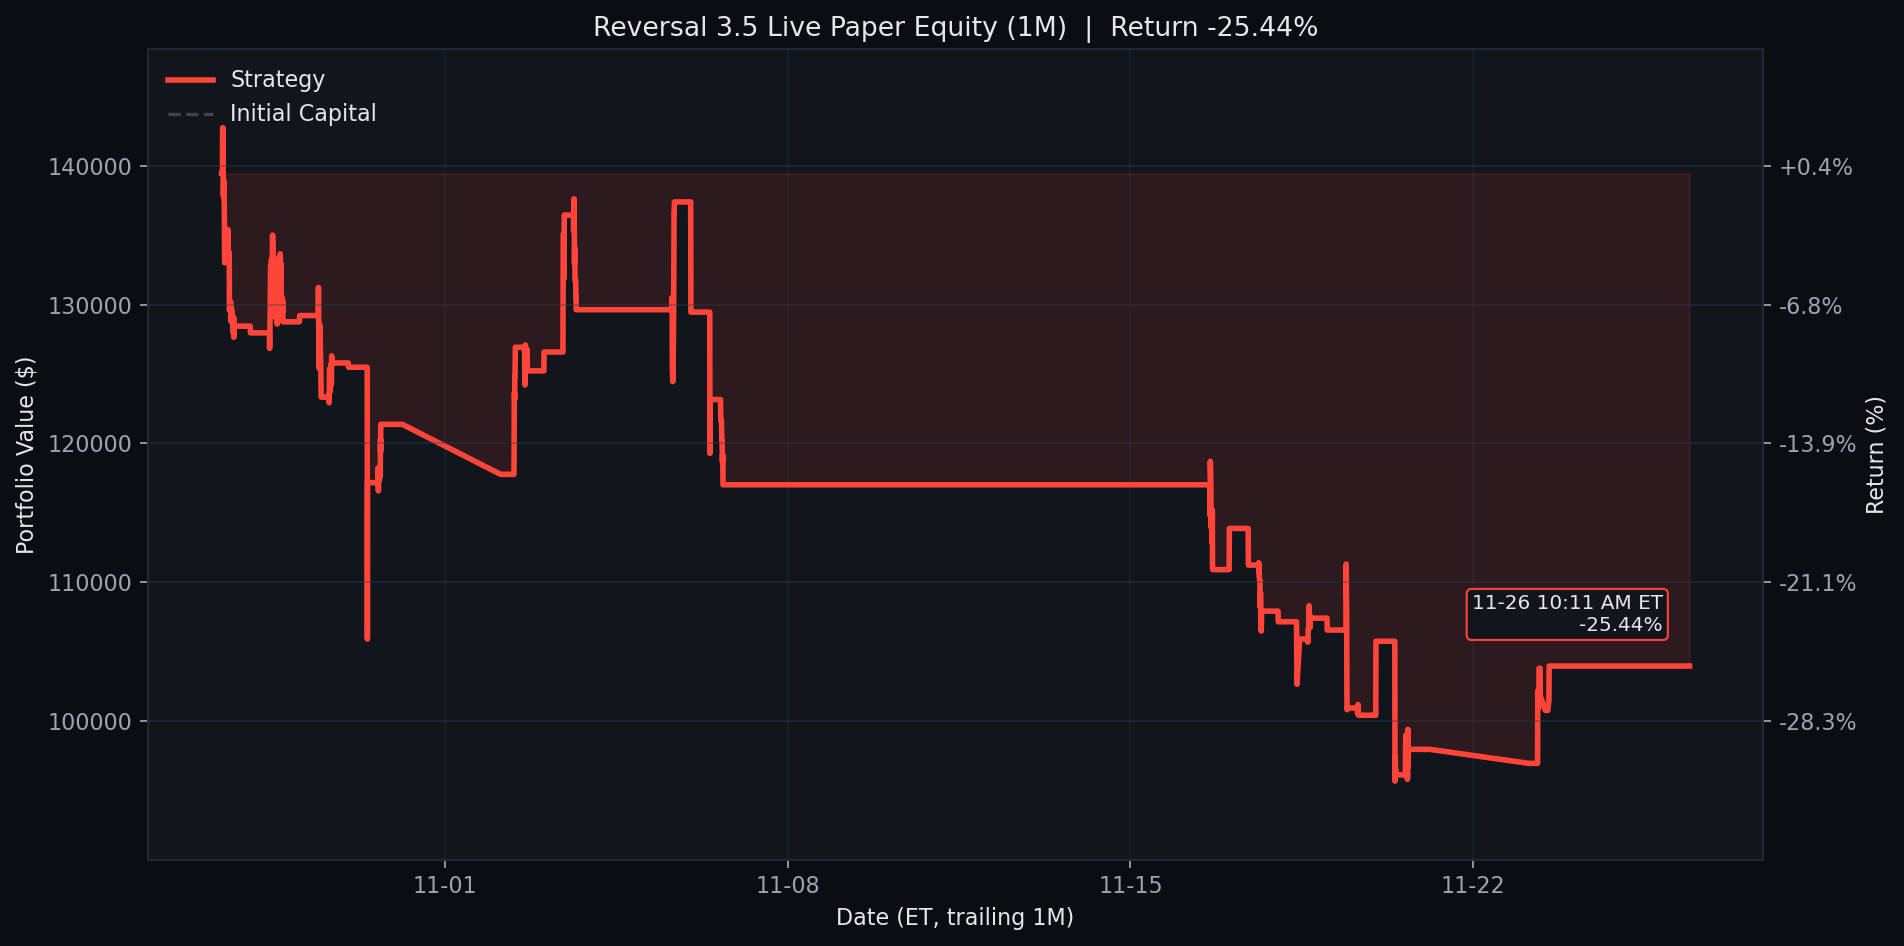 Reversal 3.5 Live Paper Equity (1M)  |  Return -25.44%
Strategy
Initial Capital
Portfolio Value ($)
140000
130000
120000
110000
100000
+0.4%
-6.8%
-13.9%
-21.1%
-28.3%
Return (%)
11-26 10:11 AM ET
-25.44%
11-01
11-08
11-15
11-22
Date (ET, trailing 1M)